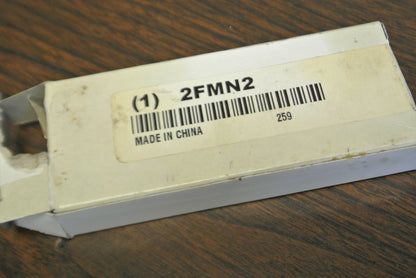 (1) 2FMN2
MADE IN CHINA 259